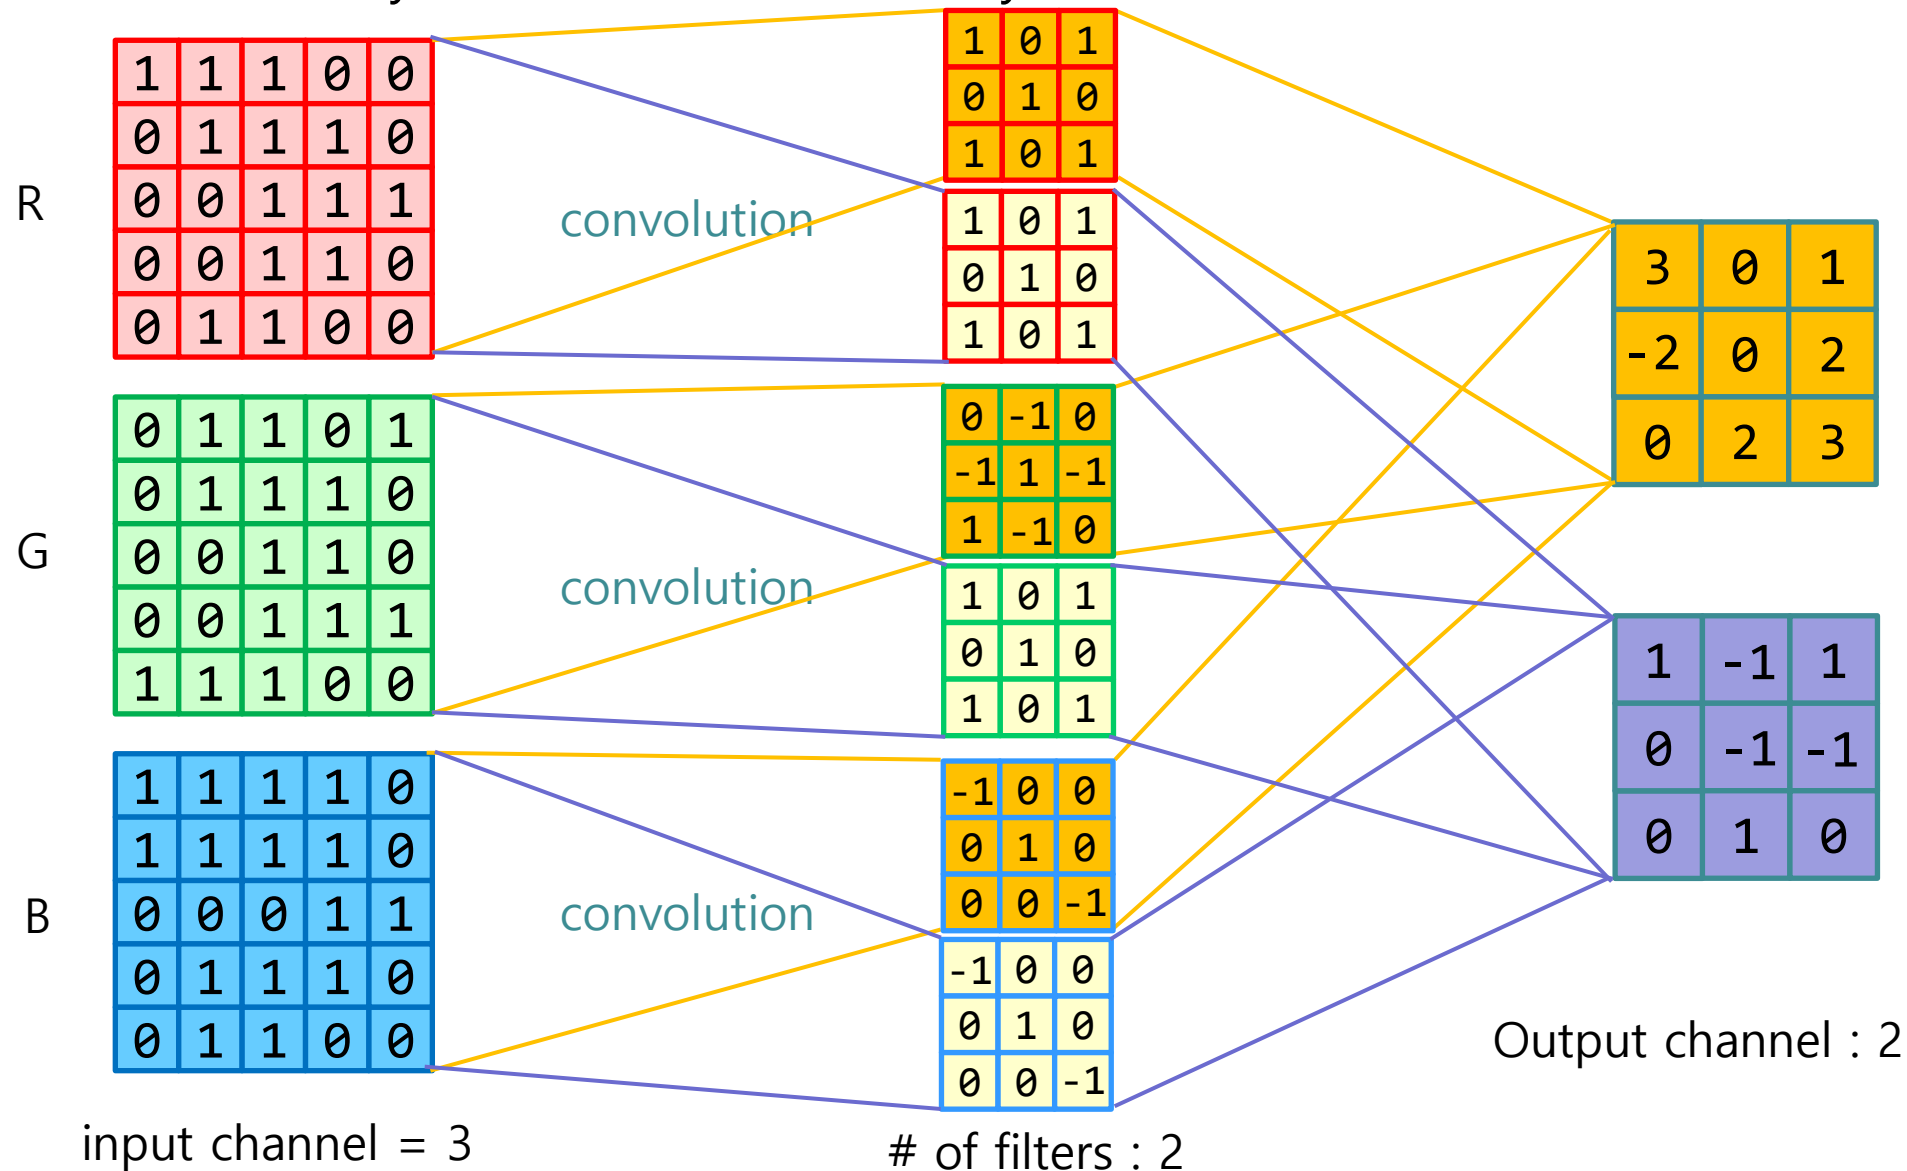 R
1 1 1 0 0
0 1 1 1 0
0 0 1 1 1
0 0 1 1 0
0 1 1 0 0
G
0 1 1 0 1
0 1 1 1 0
0 0 1 1 0
0 0 1 1 1
1 1 1 0 0
B
1 1 1 1 0
1 1 1 1 0
0 0 0 1 1
0 1 1 1 0
0 1 1 0 0
input channel = 3
convolution
convolution
convolution
1 0 1
0 1 0
1 0 1
1 0 1
0 1 0
1 0 1
0 -1 0
-1 1 -1
1 -1 0
1 0 1
0 1 0
1 0 1
-1 0 0
0 1 0
0 0 -1
-1 0 0
0 1 0
0 0 -1
# of filters : 2
3 0 1
-2 0 2
0 2 3
1 -1 1
0 -1 -1
0 1 0
Output channel : 2